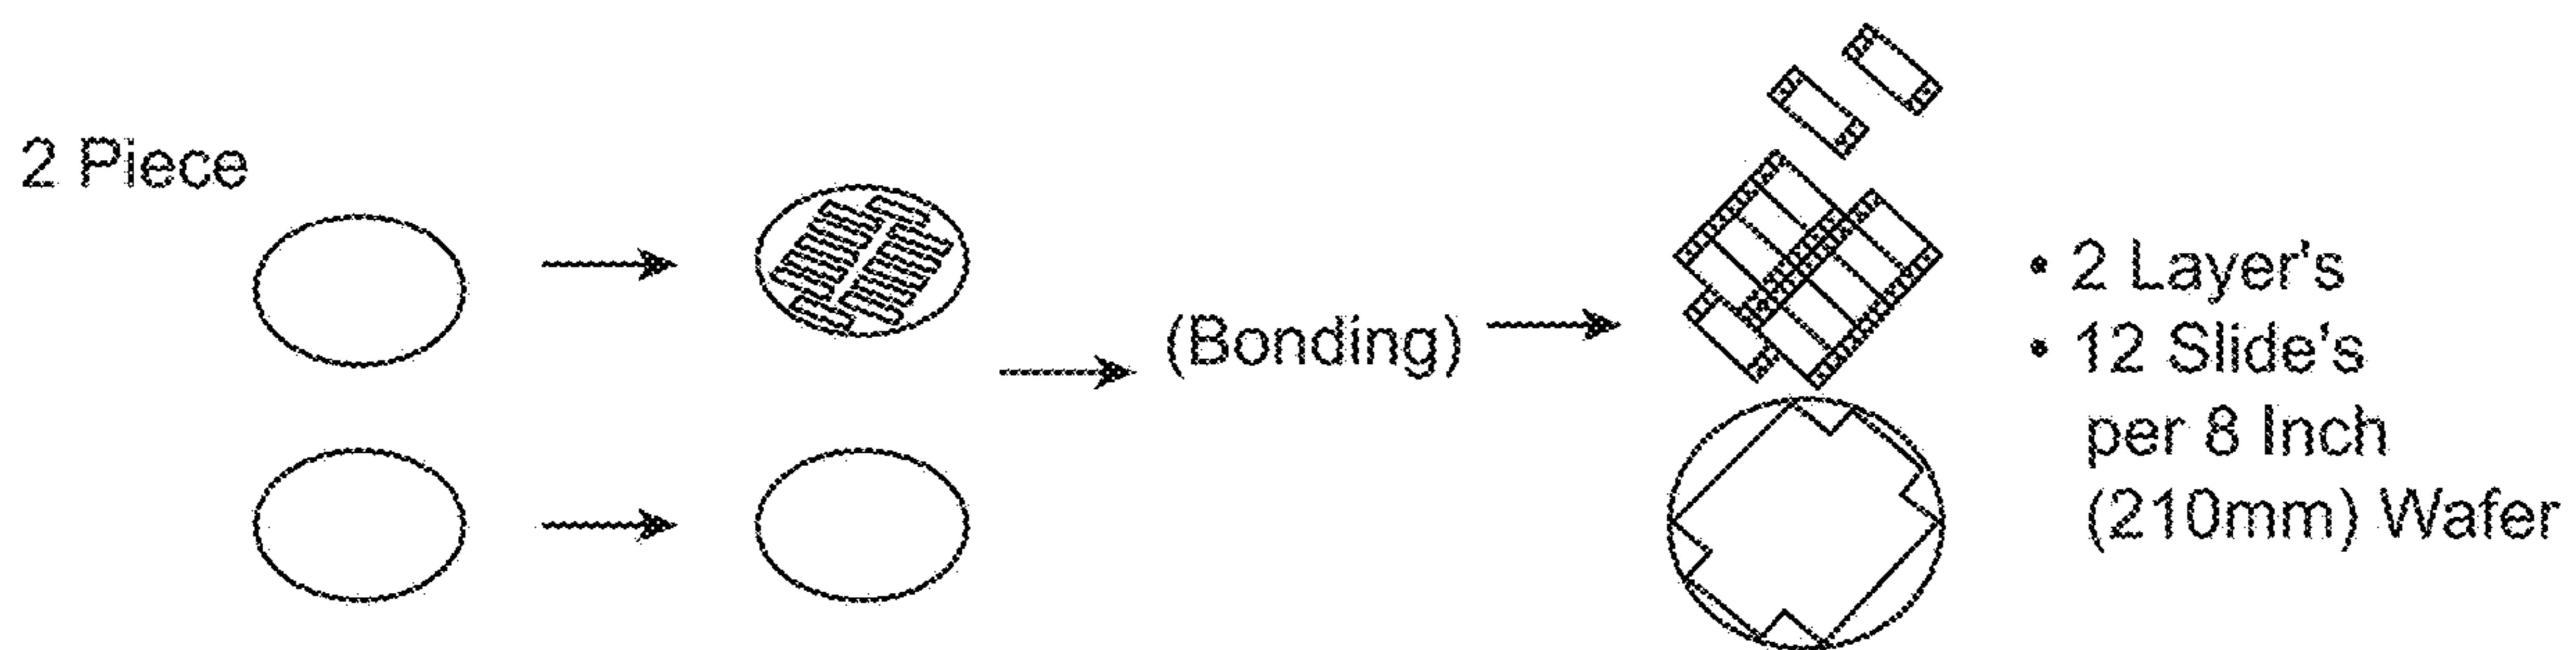 2 Piece
(Bonding)
• 2 Layer's
• 12 Slide's
per 8 Inch
(210mm) Wafer